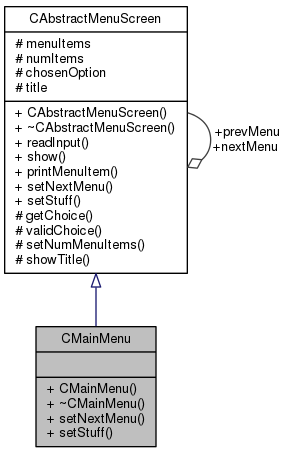 CAbstractMenuScreen
# menuItems
# numItems
# chosenOption
# title
+ CAbstractMenuScreen()
+ ~CAbstractMenuScreen()
+ readInput()
+ show()
+ printMenuItem()
+ setNextMenu()
+ setStuff()
# getChoice()
# validChoice()
# setNumMenuItems()
# showTitle()
+prevMenu
+nextMenu
CMainMenu
+ CMainMenu()
+ ~CMainMenu()
+ setNextMenu()
+ setStuff()